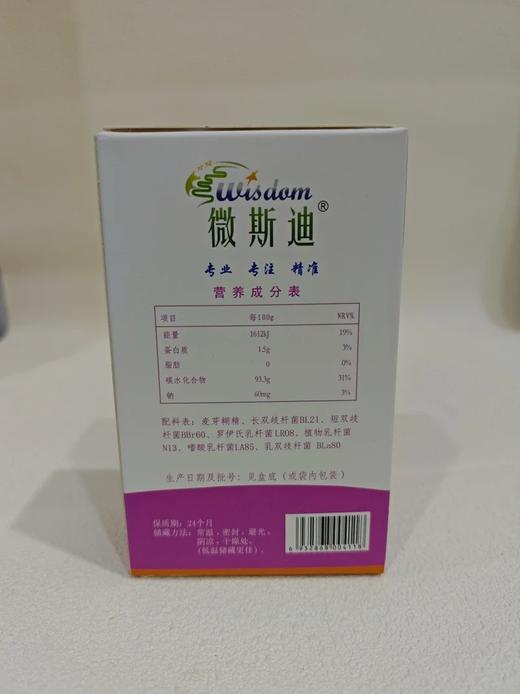 Wisdom
微斯迪®
专业 专注 精准
营养成分表
项目 每100g NRV%
能量 1612kJ 19%
蛋白质 1.5g 3%
脂肪 0 0%
碳水化合物 93.3g 31%
钠 60mg 3%
配料表：麦芽糊精、长双歧杆菌BL21、短双歧
杆菌BBr60、罗伊氏乳杆菌LR08、植物乳杆菌
N13、嗜酸乳杆菌LA85、乳双歧杆菌 BLa80
生产日期及批号：见盒底（或袋内包装）
保质期：24个月
储藏方法：常温、密封、避光、
阴凉、干燥处。
（低温储藏更佳）。
6932868004118